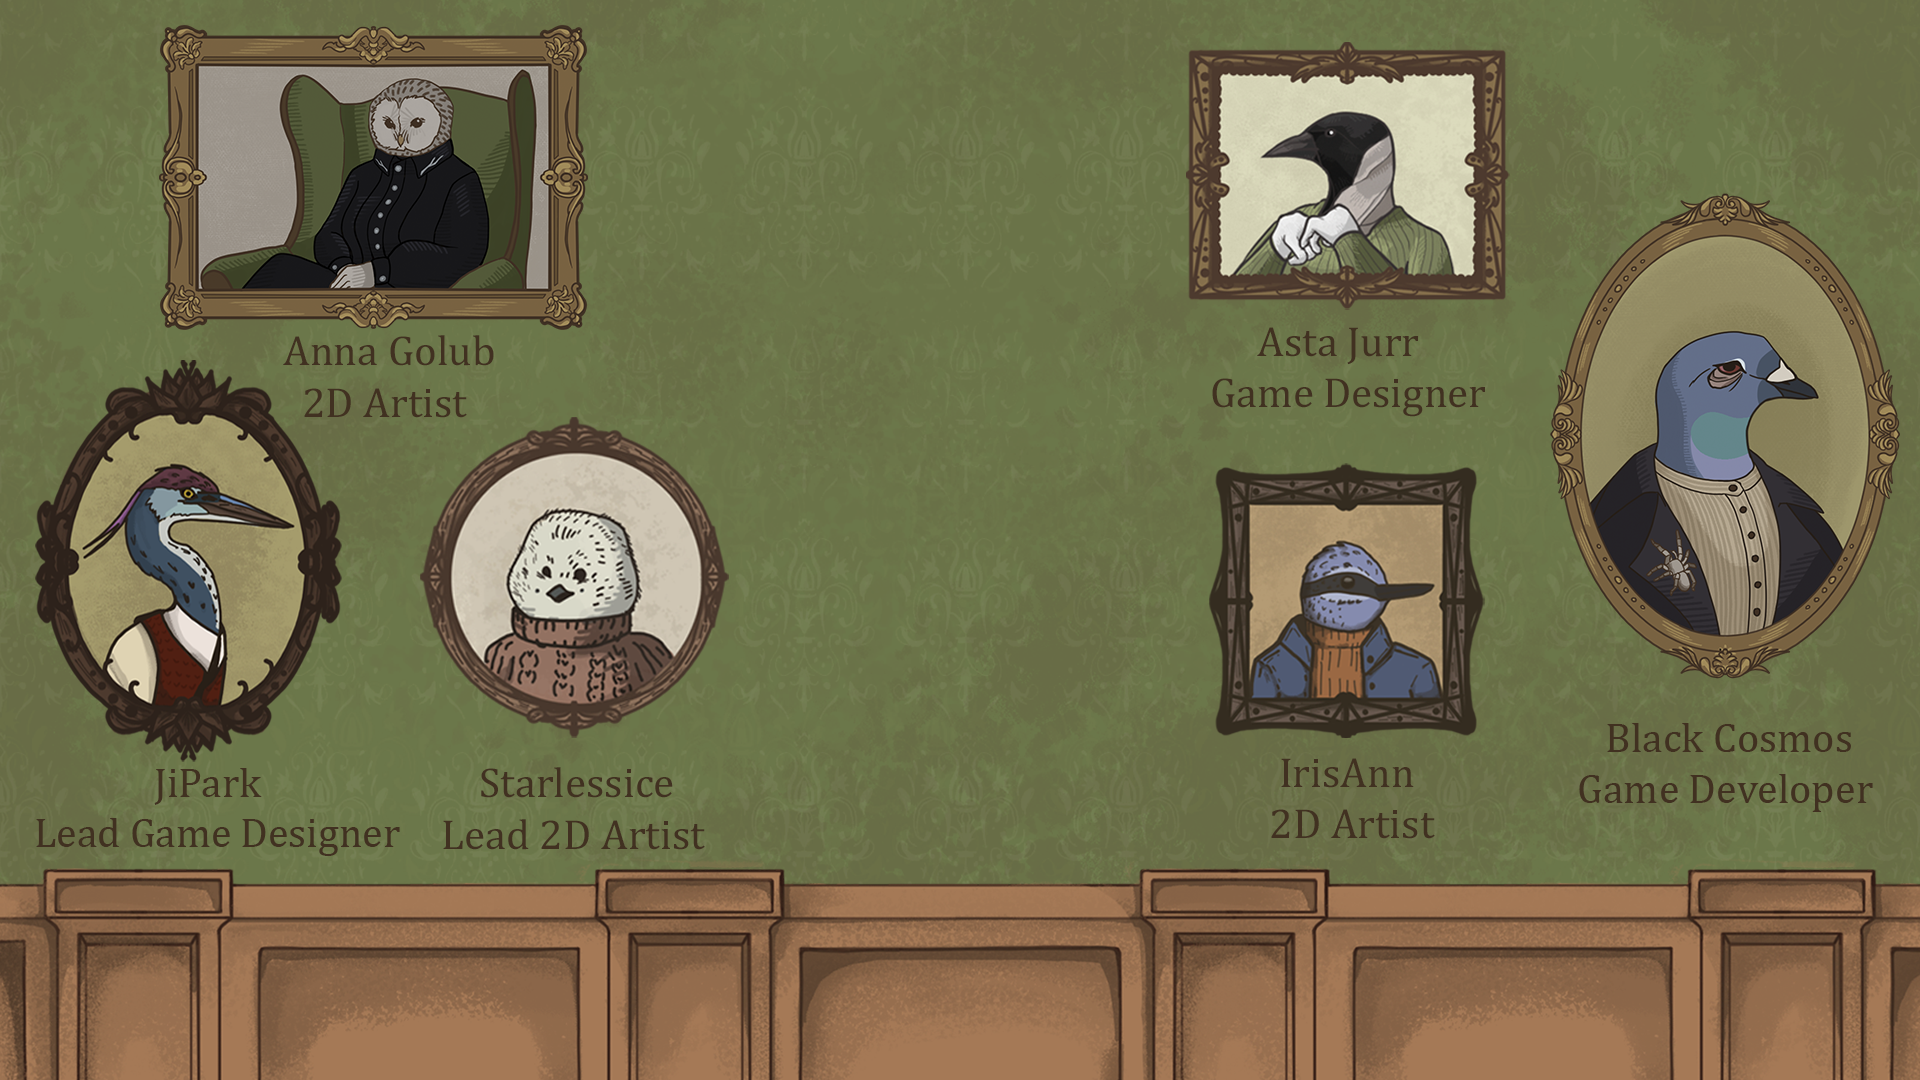 Anna Golub
2D Artist
JiPark
Lead Game Designer
Starlessice
Lead 2D Artist
Asta Jurr
Game Designer
IrisAnn
2D Artist
Black Cosmos
Game Developer